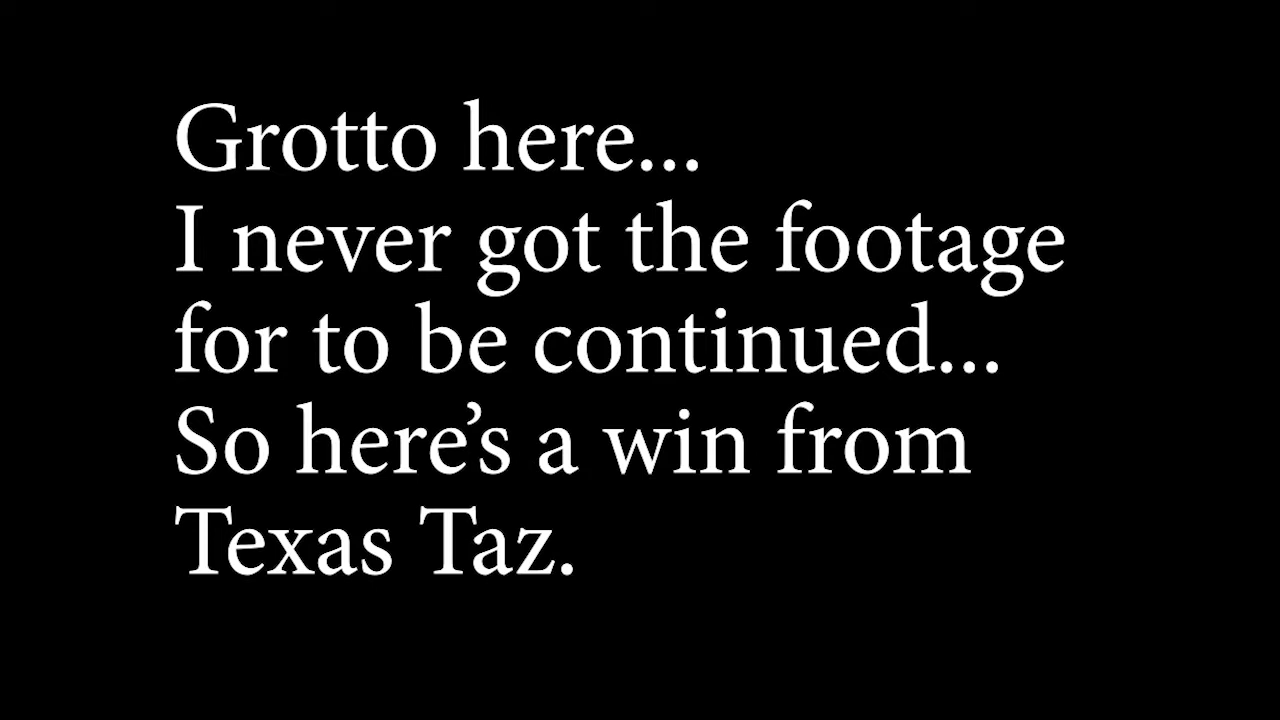 Grotto here...
I never got the footage
for to be continued...
So here’s a win from
Texas Taz.